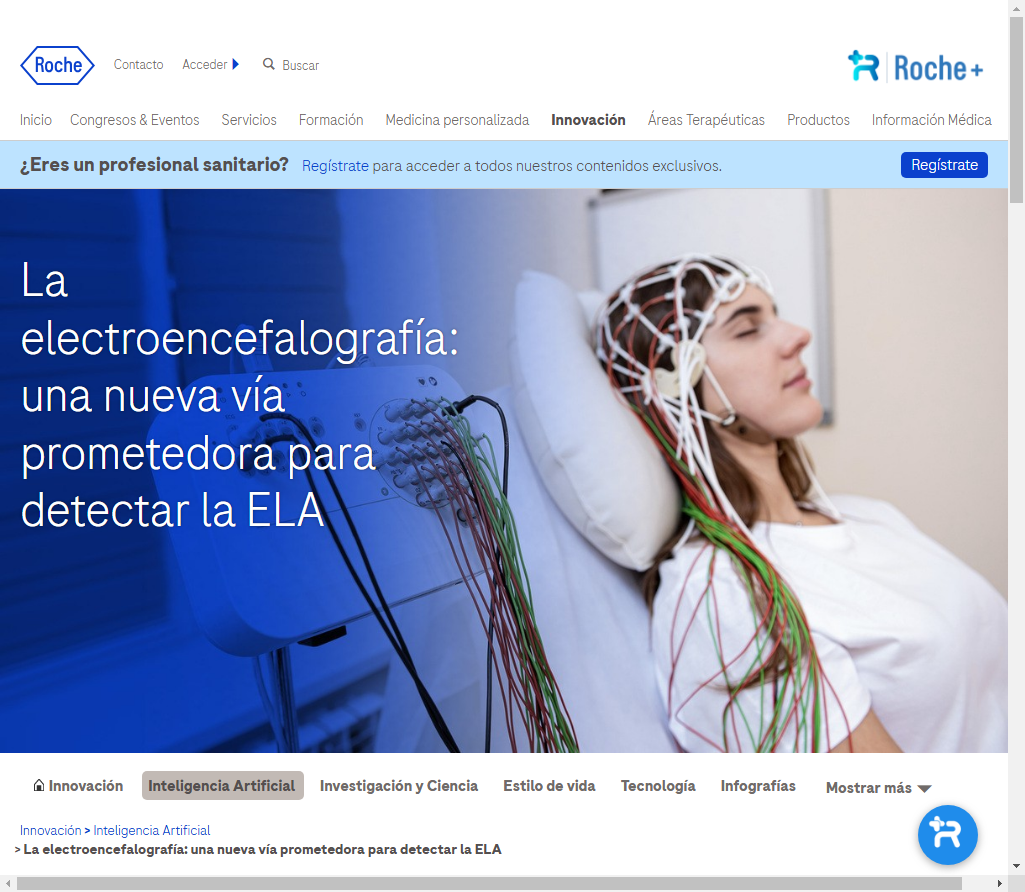 Roche
Contacto
Acceder
Buscar
Roche+
Inicio
Congresos & Eventos
Servicios
Formación
Medicina personalizada
Innovación
Áreas Terapéuticas
Productos
Información Médica
¿Eres un profesional sanitario?
Regístrate para acceder a todos nuestros contenidos exclusivos.
Regístrate
La
electroencefalografía:
una nueva vía
prometedora para
detectar la ELA
Innovación
Inteligencia Artificial
Investigación y Ciencia
Estilo de vida
Tecnología
Infografías
Mostrar más
Innovación > Inteligencia Artificial
> La electroencefalografía: una nueva vía prometedora para detectar la ELA